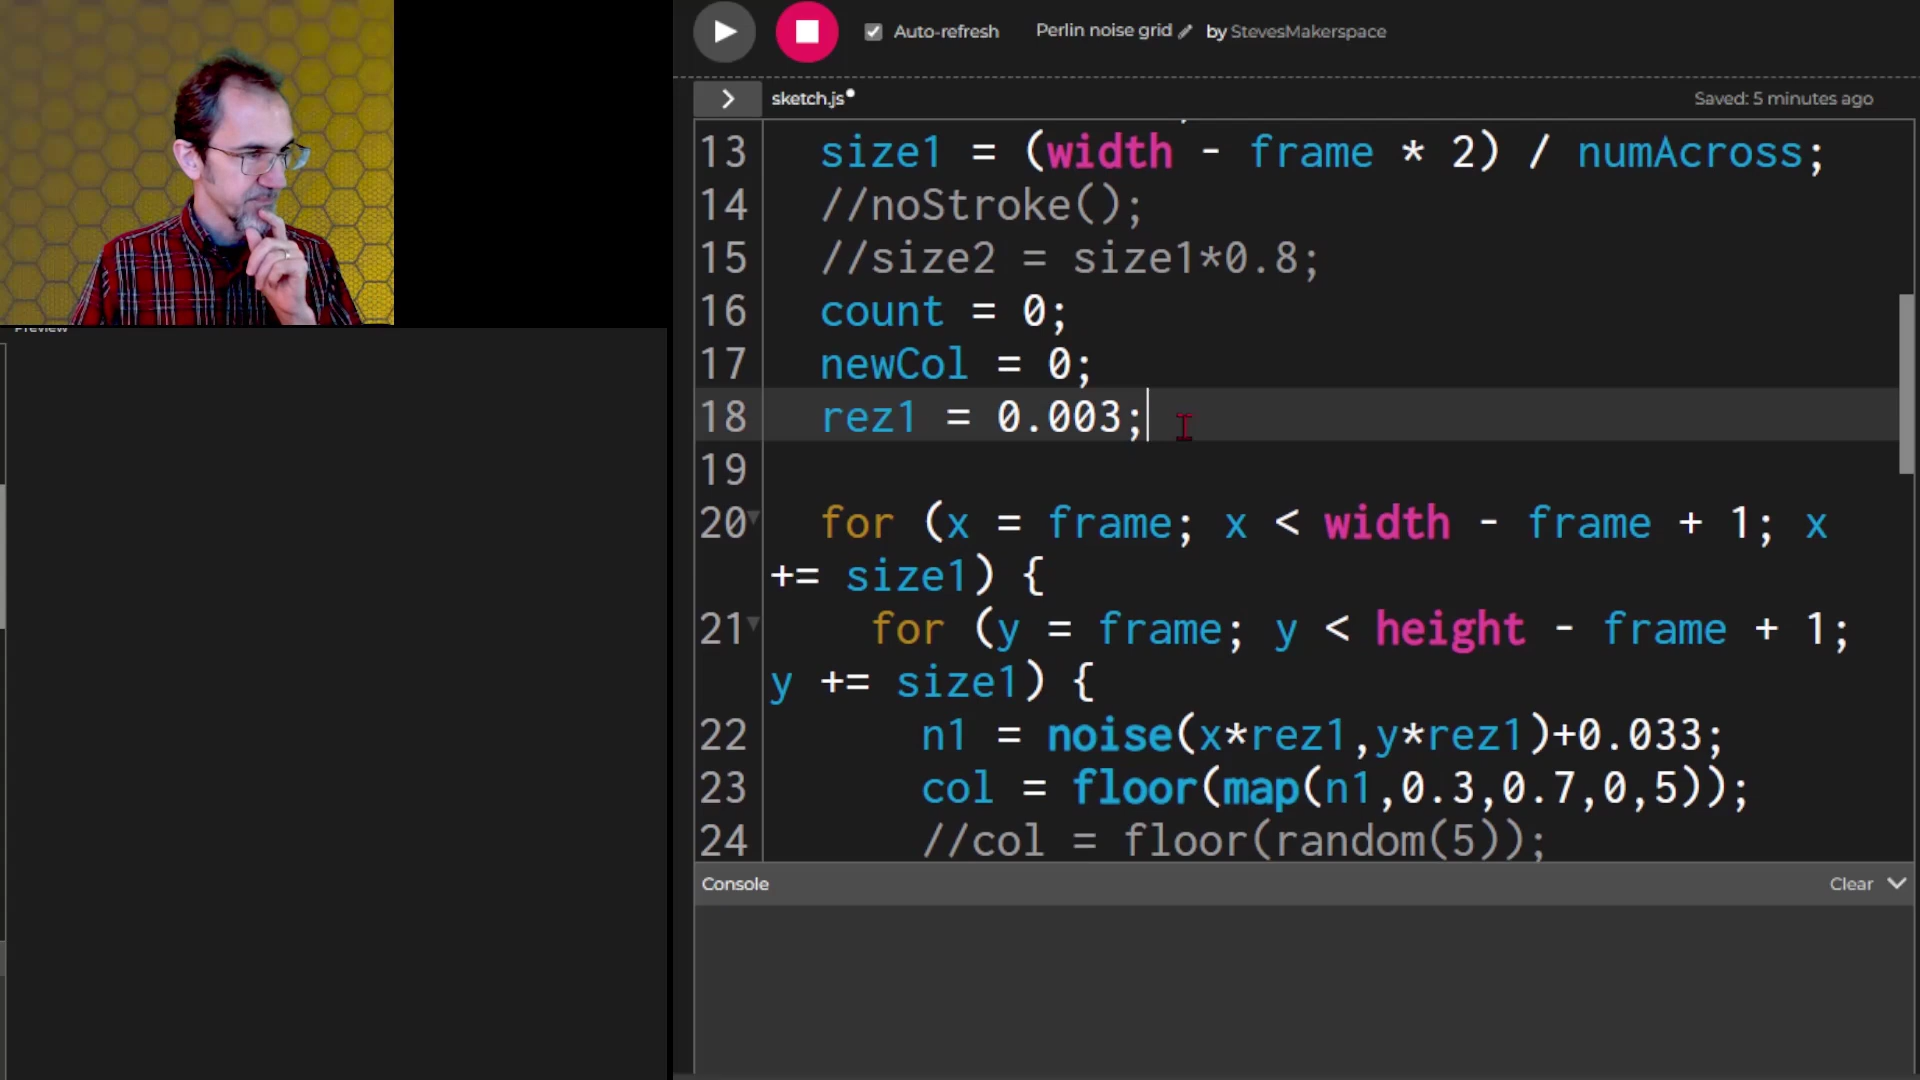 Auto-refresh
Perlin noise grid
by StevesMakerspace
sketch.js
Saved: 5 minutes ago
Preview
13 size1 = (width - frame * 2) / numAcross;
14 //noStroke();
15 //size2 = size1*0.8;
16 count = 0;
17 newCol = 0;
18 rez1 = 0.003;
19
20 for (x = frame; x < width - frame + 1; x
+= size1) {
21 for (y = frame; y < height - frame + 1;
y += size1) {
22 n1 = noise(x*rez1,y*rez1)+0.033;
23 col = floor(map(n1,0.3,0.7,0,5));
24 //col = floor(random(5));
Console
Clear